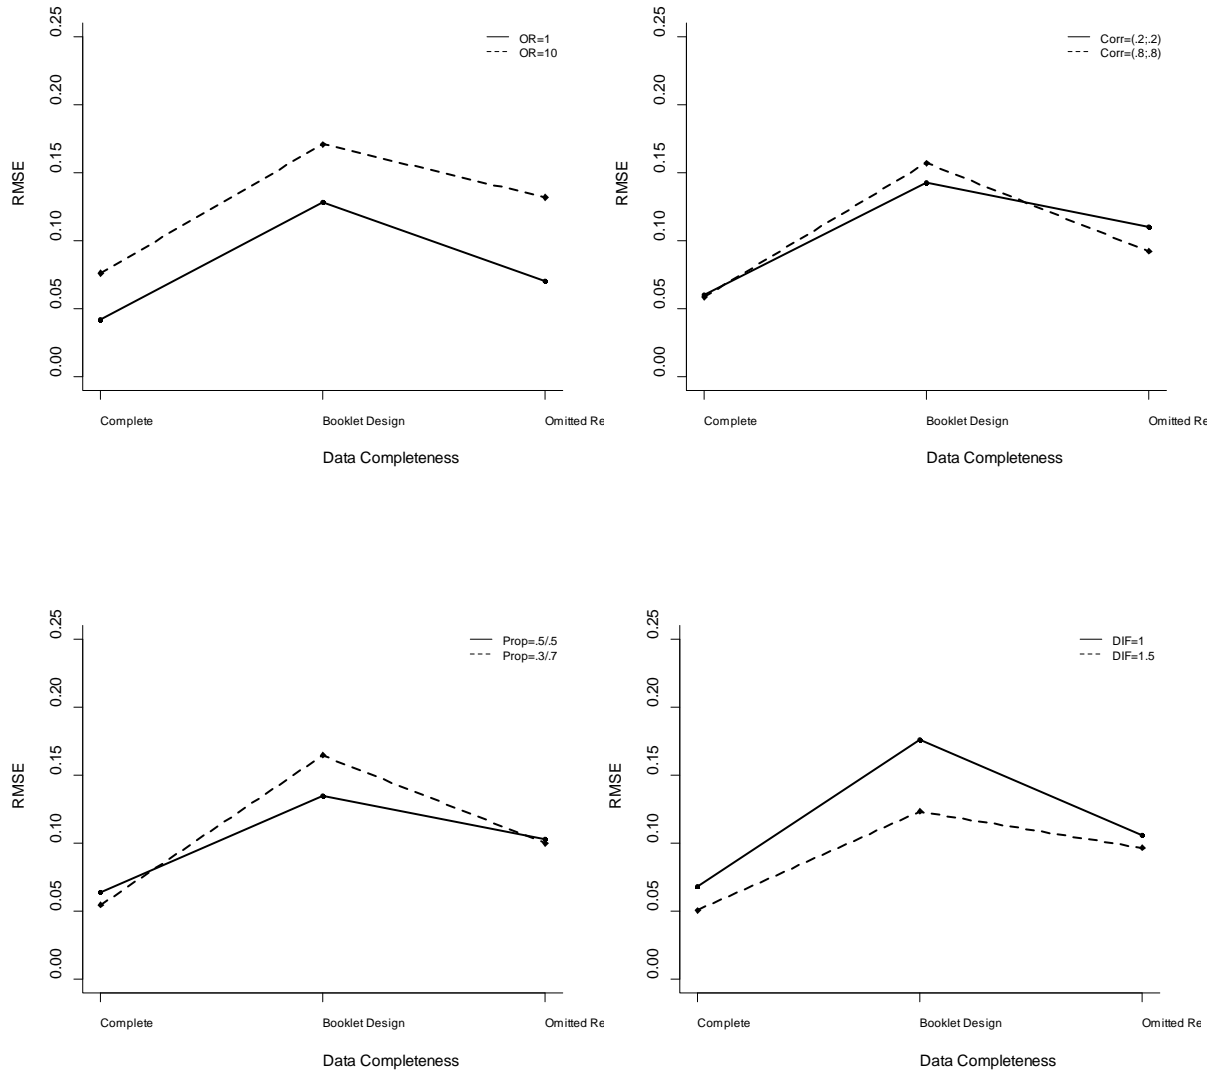 OR=1
OR=10
RMSE
0.25
0.20
0.15
0.10
0.05
0.00
Complete
Booklet Design
Omitted Re
Data Completeness
Corr=(.2;.2)
Corr=(.8;.8)
RMSE
0.25
0.20
0.15
0.10
0.05
0.00
Complete
Booklet Design
Omitted Re
Data Completeness
Prop=.5/.5
Prop=.3/.7
RMSE
0.25
0.20
0.15
0.10
0.05
0.00
Complete
Booklet Design
Omitted Re
Data Completeness
DIF=1
DIF=1.5
RMSE
0.25
0.20
0.15
0.10
0.05
0.00
Complete
Booklet Design
Omitted Re
Data Completeness